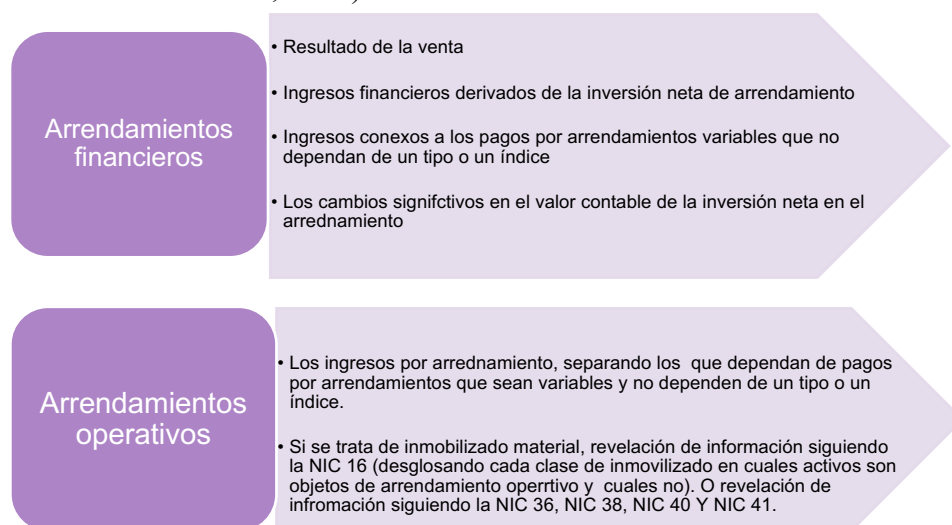 Arrendamientos
financieros
• Resultado de la venta
• Ingresos financieros derivados de la inversión neta de arrendamiento
• Ingresos conexos a los pagos por arrendamientos variables que no
dependan de un tipo o un índice
• Los cambios signifctivos en el valor contable de la inversión neta en el
arrednamiento
Arrendamientos
operativos
• Los ingresos por arrednamiento, separando los que dependan de pagos
por arrendamientos que sean variables y no dependen de un tipo o un
índice.
• Si se trata de inmobilizado material, revelación de información siguiendo
la NIC 16 (desglosando cada clase de inmovilizado en cuales activos son
objetos de arrendamiento opertivo y cuales no). O revelación de
infromación siguiendo la NIC 36, NIC 38, NIC 40 Y NIC 41.